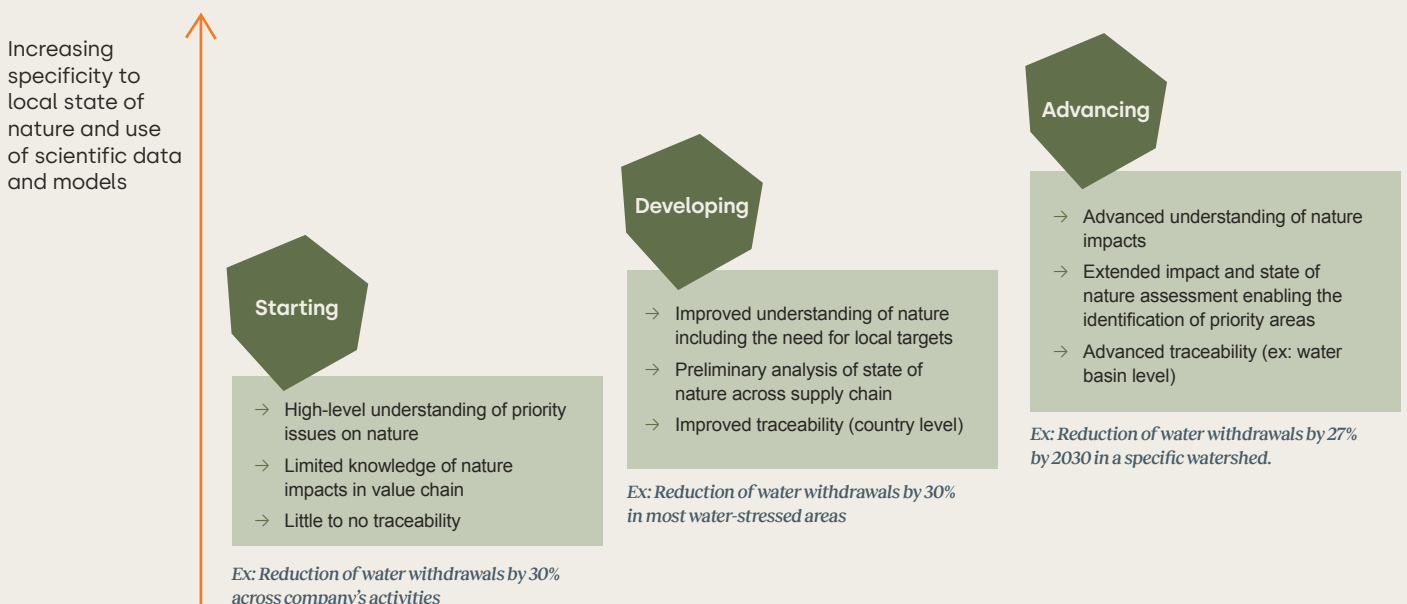 Increasing
specificity to
local state of
nature and use
of scientific data
and models
Starting
→ High-level understanding of priority
issues on nature
→ Limited knowledge of nature
impacts in value chain
→ Little to no traceability
Ex: Reduction of water withdrawals by 30%
across company's activities
Developing
→ Improved understanding of nature
including the need for local targets
→ Preliminary analysis of state of
nature across supply chain
→ Improved traceability (country level)
Ex: Reduction of water withdrawals by 30%
in most water-stressed areas
Advancing
→ Advanced understanding of nature
impacts
→ Extended impact and state of
nature assessment enabling the
identification of priority areas
→ Advanced traceability (ex: water
basin level)
Ex: Reduction of water withdrawals by 27%
by 2030 in a specific watershed.